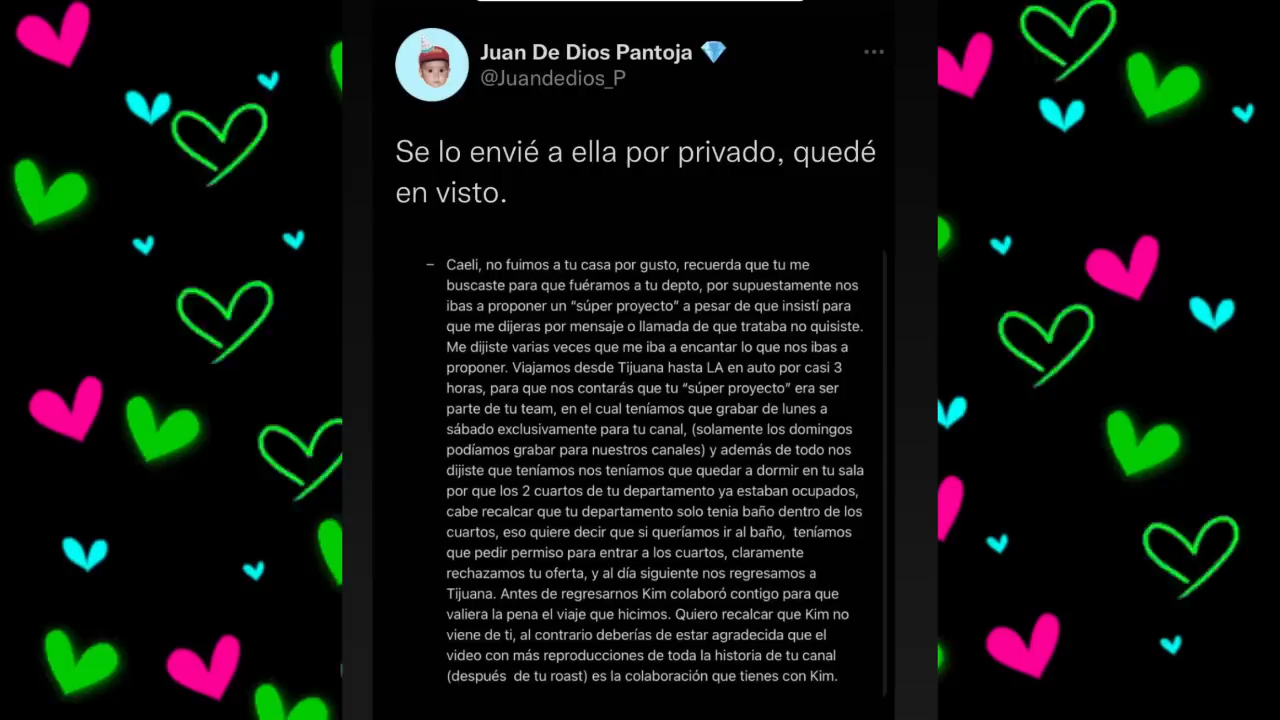 Juan De Dios Pantoja 💎
@Juandedios_P
Se lo envié a ella por privado, quedé
en visto.
– Caeli, no fuimos a tu casa por gusto, recuerda que tu me
buscaste para que fuéramos a tu depto, por supuestamente nos
ibas a proponer un “súper proyecto” a pesar de que insistí para
que me dijeras por mensaje o llamada de que trataba no quisiste.
Me dijiste varias veces que me iba a encantar lo que nos ibas a
proponer. Viajamos desde Tijuana hasta LA en auto por casi 3
horas, para que nos contarás que tu “súper proyecto” era ser
parte de tu team, en el cual teníamos que grabar de lunes a
sábado exclusivamente para tu canal, (solamente los domingos
podíamos grabar para nuestros canales) y además de todo nos
dijiste que teníamos nos teníamos que quedar a dormir en tu sala
por que los 2 cuartos de tu departamento ya estaban ocupados,
cabe recalcar que tu departamento solo tenia baño dentro de los
cuartos, eso quiere decir que si queríamos ir al baño, teníamos
que pedir permiso para entrar a los cuartos, claramente
rechazamos tu oferta, y al día siguiente nos regresamos a
Tijuana. Antes de regresarnos Kim colaboró contigo para que
valiera la pena el viaje que hicimos. Quiero recalcar que Kim no
viene de ti, al contrario deberías de estar agradecida que el
video con más reproducciones de toda la historia de tu canal
(después de tu roast) es la colaboración que tienes con Kim.